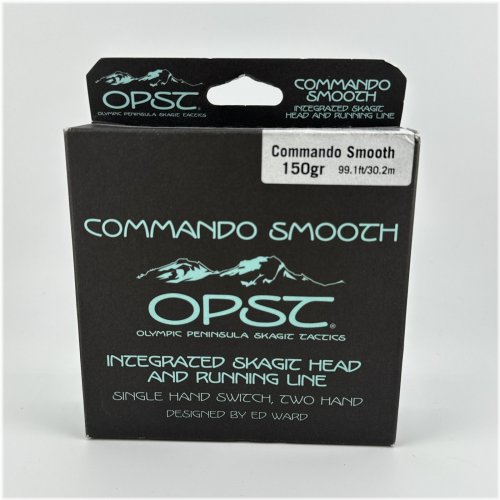 OPST®
OLYMPIC PENINSULA SKAGIT TACTICS
COMMANDO
SMOOTH
INTEGRATED SKAGIT
HEAD AND RUNNING LINE
Commando Smooth
150gr 99.1ft/30.2m
COMMANDO SMOOTH
OPST®
OLYMPIC PENINSULA SKAGIT TACTICS
INTEGRATED SKAGIT HEAD
AND RUNNING LINE
SINGLE HAND SWITCH, TWO HAND
DESIGNED BY ED WARD